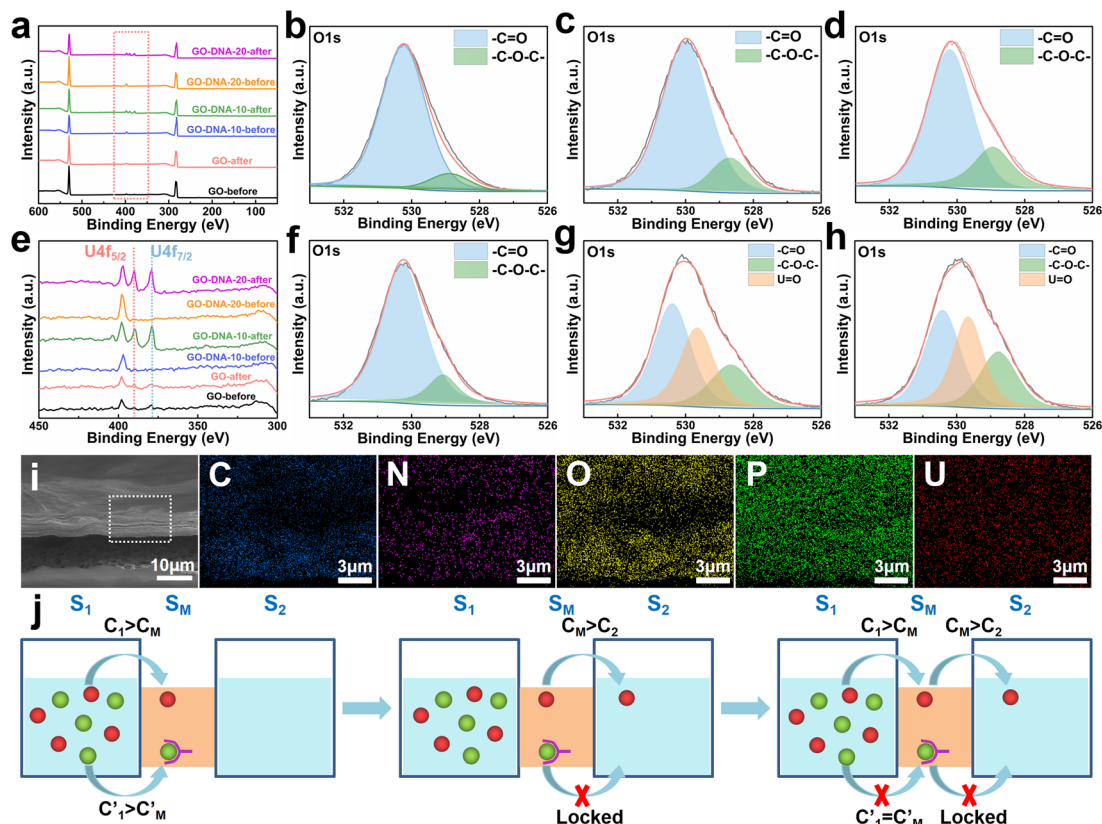 a
Intensity (a.u.)
GO-DNA-20-after
GO-DNA-20-before
GO-DNA-10-after
GO-DNA-10-before
GO-after
GO-before
600 500 400 300 200 100
Binding Energy (eV)
b
O1s
-C=O
-C-O-C-
Intensity (a.u.)
532 530 528 526
Binding Energy (eV)
c
O1s
-C=O
-C-O-C-
Intensity (a.u.)
532 530 528 526
Binding Energy (eV)
d
O1s
-C=O
-C-O-C-
Intensity (a.u.)
532 530 528 526
Binding Energy (eV)
e
U4f5/2 U4f7/2
Intensity (a.u.)
GO-DNA-20-after
GO-DNA-20-before
GO-DNA-10-after
GO-DNA-10-before
GO-after
GO-before
450 400 350 300
Binding Energy (eV)
f
O1s
-C=O
-C-O-C-
Intensity (a.u.)
532 530 528 526
Binding Energy (eV)
g
O1s
-C=O
-C-O-C-
U=O
Intensity (a.u.)
532 530 528 526
Binding Energy (eV)
h
O1s
-C=O
-C-O-C-
U=O
Intensity (a.u.)
532 530 528 526
Binding Energy (eV)
i
10μm
C
3μm
N
3μm
O
3μm
P
3μm
U
3μm
j
S1 SM S2
C1>CM
C'1>C'M
S1 SM S2
CM>C2
Locked
S1 SM S2
C1>CM CM>C2
C'1=C'M Locked